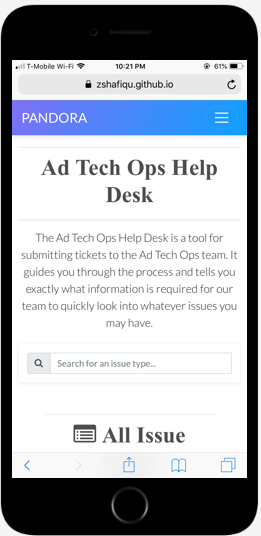 T-Mobile Wi-Fi 10:21 PM 61%
zshafiqu.github.io
PANDORA
Ad Tech Ops Help
Desk
The Ad Tech Ops Help Desk is a tool for
submitting tickets to the Ad Tech Ops team. It
guides you through the process and tells you
exactly what information is required for our
team to quickly look into whatever issues you
may have.
Search for an issue type...
All Issue